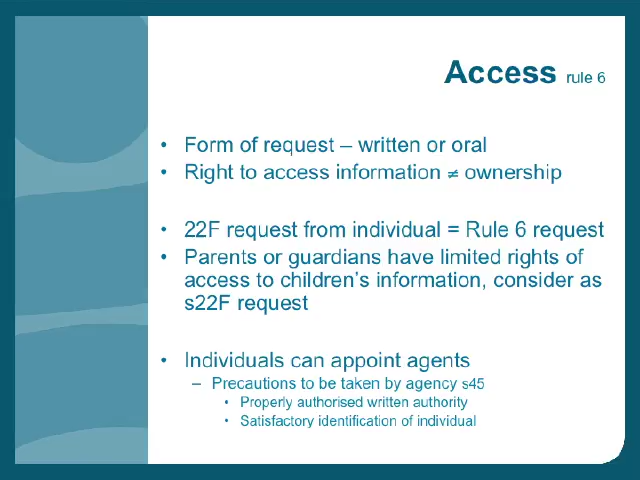 Access rule 6
• Form of request – written or oral
• Right to access information ≠ ownership
• 22F request from individual = Rule 6 request
• Parents or guardians have limited rights of
access to children's information, consider as
s22F request
• Individuals can appoint agents
– Precautions to be taken by agency s45
• Properly authorised written authority
• Satisfactory identification of individual